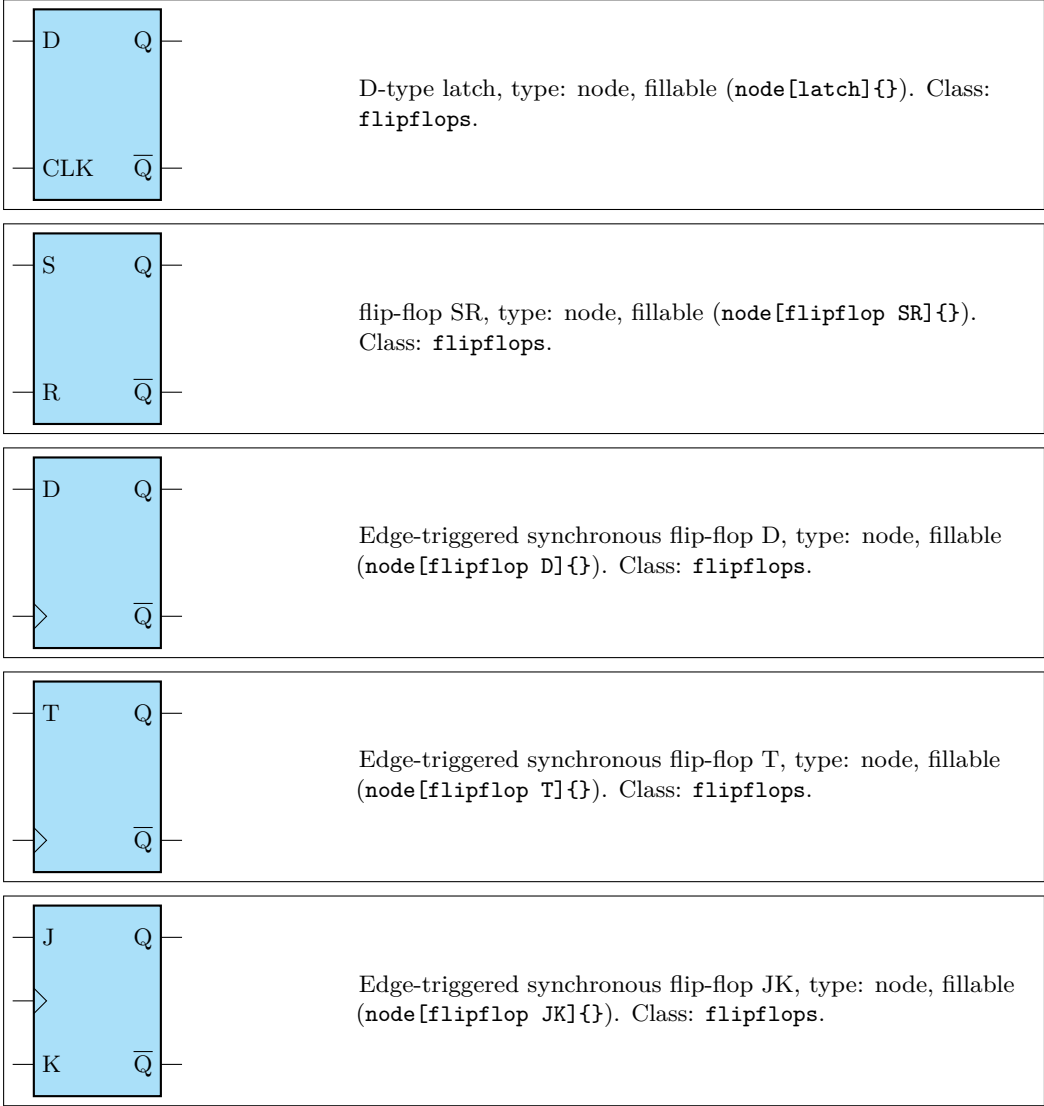 D Q
D-type latch, type: node, fillable (node[latch]{}). Class:
flipflops.
CLK Q̅
S Q
flip-flop SR, type: node, fillable (node[flipflop SR]{}).
Class: flipflops.
R Q̅
D Q
Edge-triggered synchronous flip-flop D, type: node, fillable
(node[flipflop D]{}). Class: flipflops.
Q̅
T Q
Edge-triggered synchronous flip-flop T, type: node, fillable
(node[flipflop T]{}). Class: flipflops.
Q̅
J Q
Edge-triggered synchronous flip-flop JK, type: node, fillable
(node[flipflop JK]{}). Class: flipflops.
K Q̅